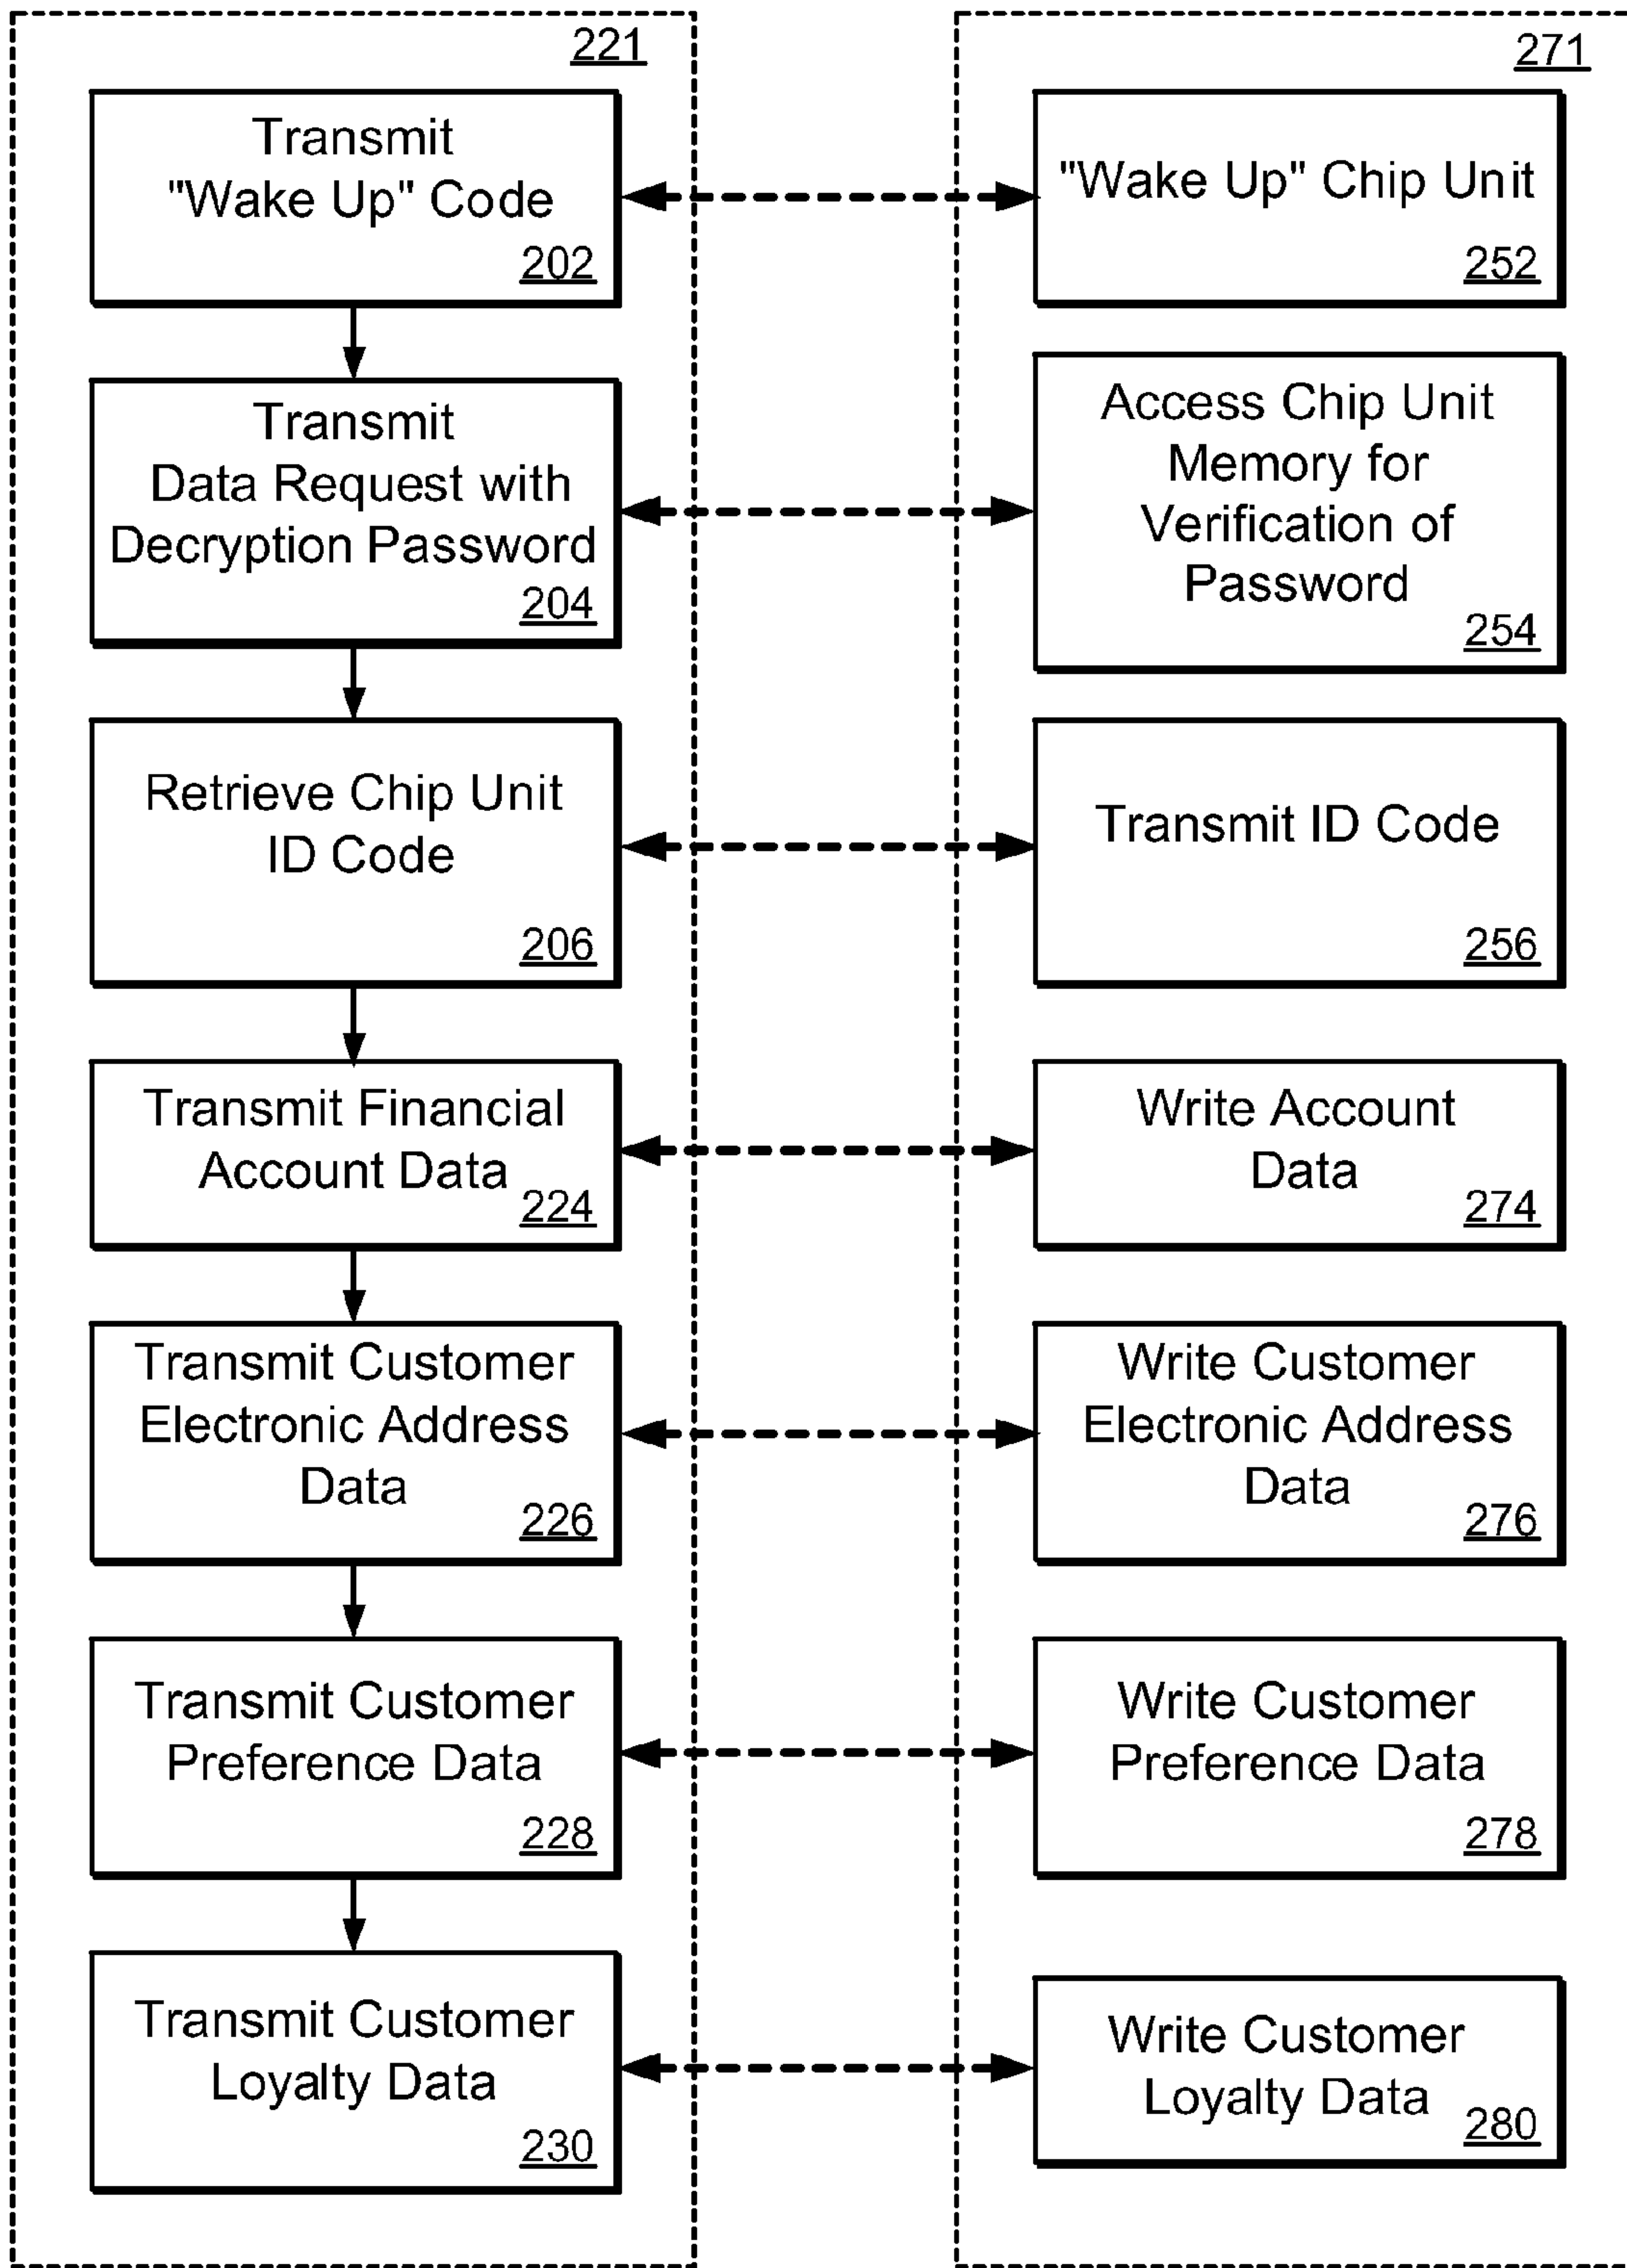 221
Transmit
"Wake Up" Code
202
Transmit
Data Request with
Decryption Password
204
Retrieve Chip Unit
ID Code
206
Transmit Financial
Account Data
224
Transmit Customer
Electronic Address
Data
226
Transmit Customer
Preference Data
228
Transmit Customer
Loyalty Data
230
271
"Wake Up" Chip Unit
252
Access Chip Unit
Memory for
Verification of
Password
254
Transmit ID Code
256
Write Account
Data
274
Write Customer
Electronic Address
Data
276
Write Customer
Preference Data
278
Write Customer
Loyalty Data
280